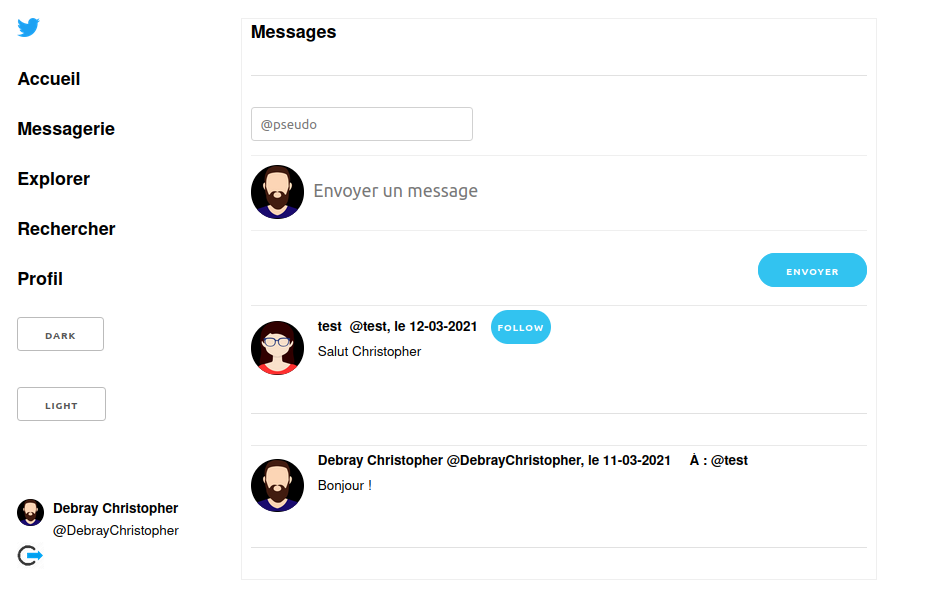 Accueil
Messagerie
Explorer
Rechercher
Profil
DARK
LIGHT
Debray Christopher
@DebrayChristopher
Messages
@pseudo
Envoyer un message
ENVOYER
test @test, le 12-03-2021 FOLLOW
Salut Christopher
Debray Christopher @DebrayChristopher, le 11-03-2021 À : @test
Bonjour !